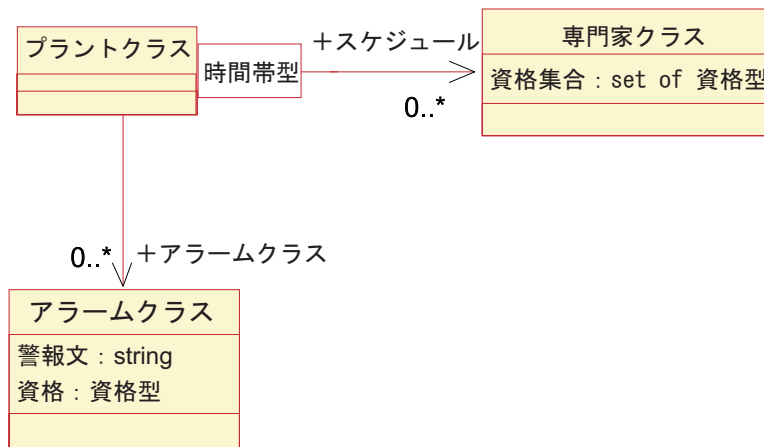 プラントクラス
時間帯型
+スケジュール
0..*
専門家クラス
資格集合：set of 資格型
0..*
+アラームクラス
アラームクラス
警報文：string
資格：資格型